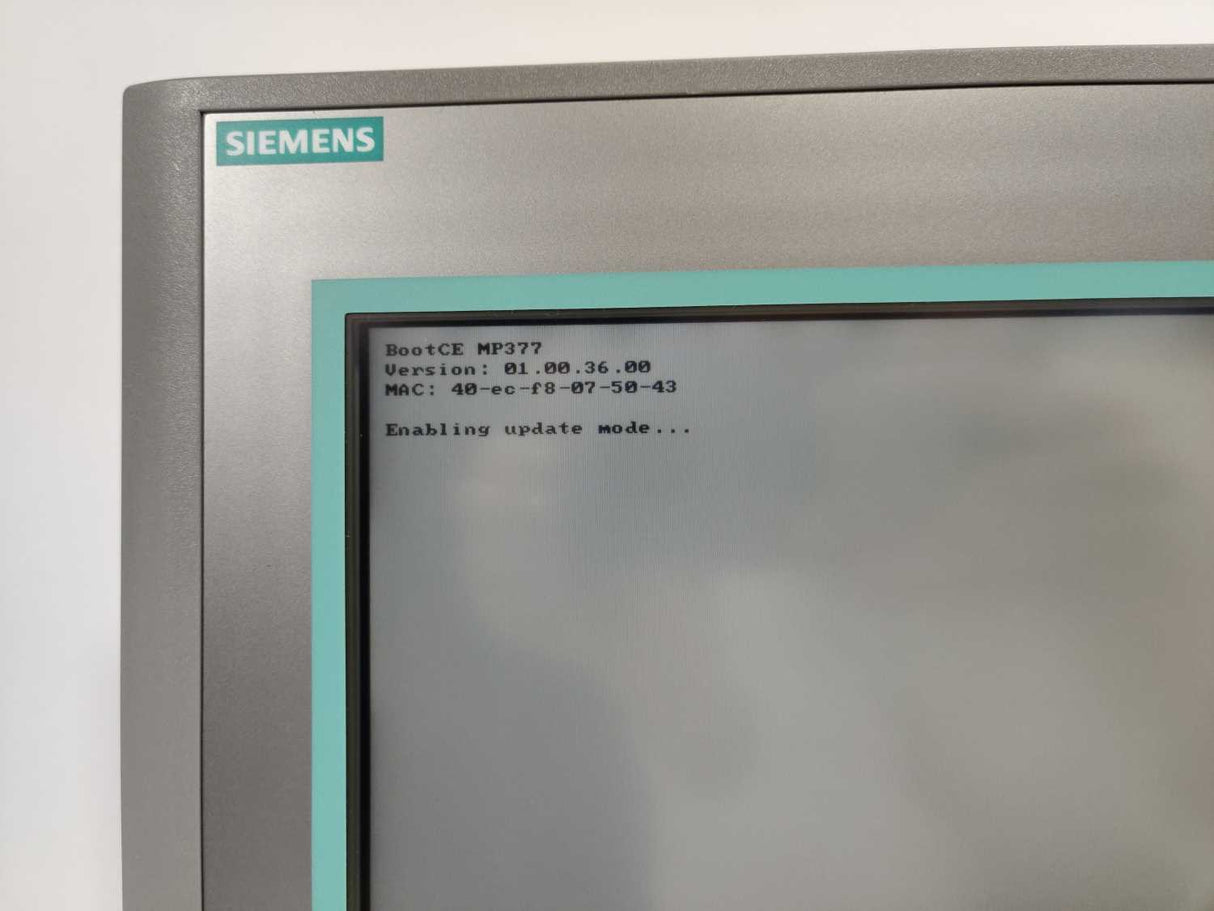 SIEMENS
BootCE MP377
Version: 01.00.36.00
MAC: 40-ec-f8-07-50-43
Enabling update mode...